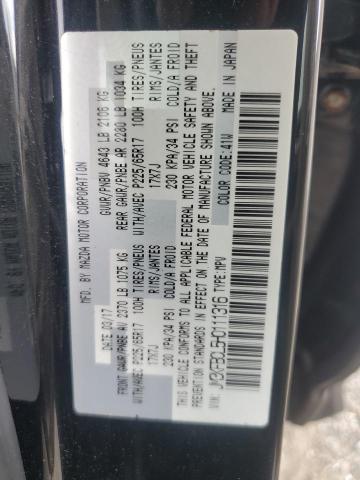 MFD. BY MAZDA MOTOR CORPORATION
DATE 03/17 GVWR/PNBV 4643 LB 2106 KG
FRONT GAWR/PNBE AV 2370 LB 1075 KG REAR GAWR/PNBE AR 2280 LB 1034 KG
WITH/AVEC P225/65R17 100H TIRES/PNEUS WITH/AVEC P225/65R17 100H TIRES/PNEUS
17X7J RIMS/JANTES 17X7J RIMS/JANTES
230 KPA/34 PSI COLD/A FROID 230 KPA/34 PSI COLD/A FROID
THIS VEHICLE CONFORMS TO ALL APPLICABLE FEDERAL MOTOR VEHICLE SAFETY AND THEFT
PREVENTION STANDARDS IN EFFECT ON THE DATE OF MANUFACTURE SHOWN ABOVE.
VIN: TYPE:MPV COLOR CODE:41W MADE IN JAPAN